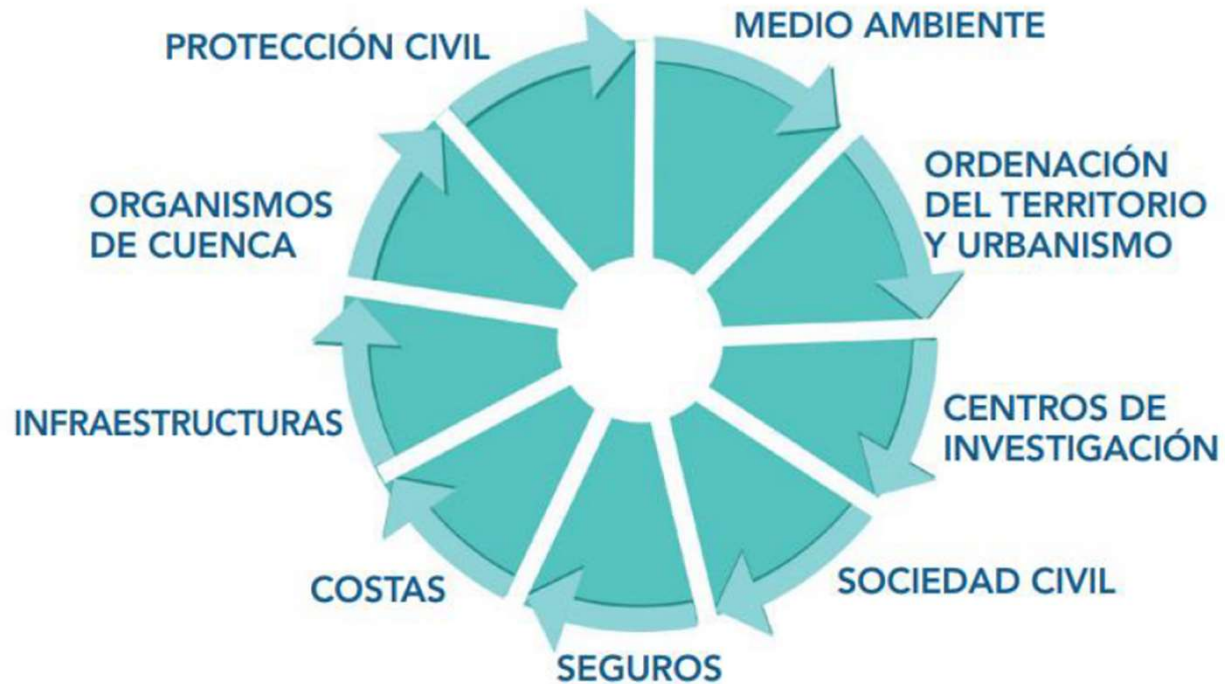 PROTECCIÓN CIVIL
MEDIO AMBIENTE
ORDENACIÓN
DEL TERRITORIO
Y URBANISMO
CENTROS DE
INVESTIGACIÓN
SOCIEDAD CIVIL
SEGUROS
COSTAS
INFRAESTRUCTURAS
ORGANISMOS
DE CUENCA